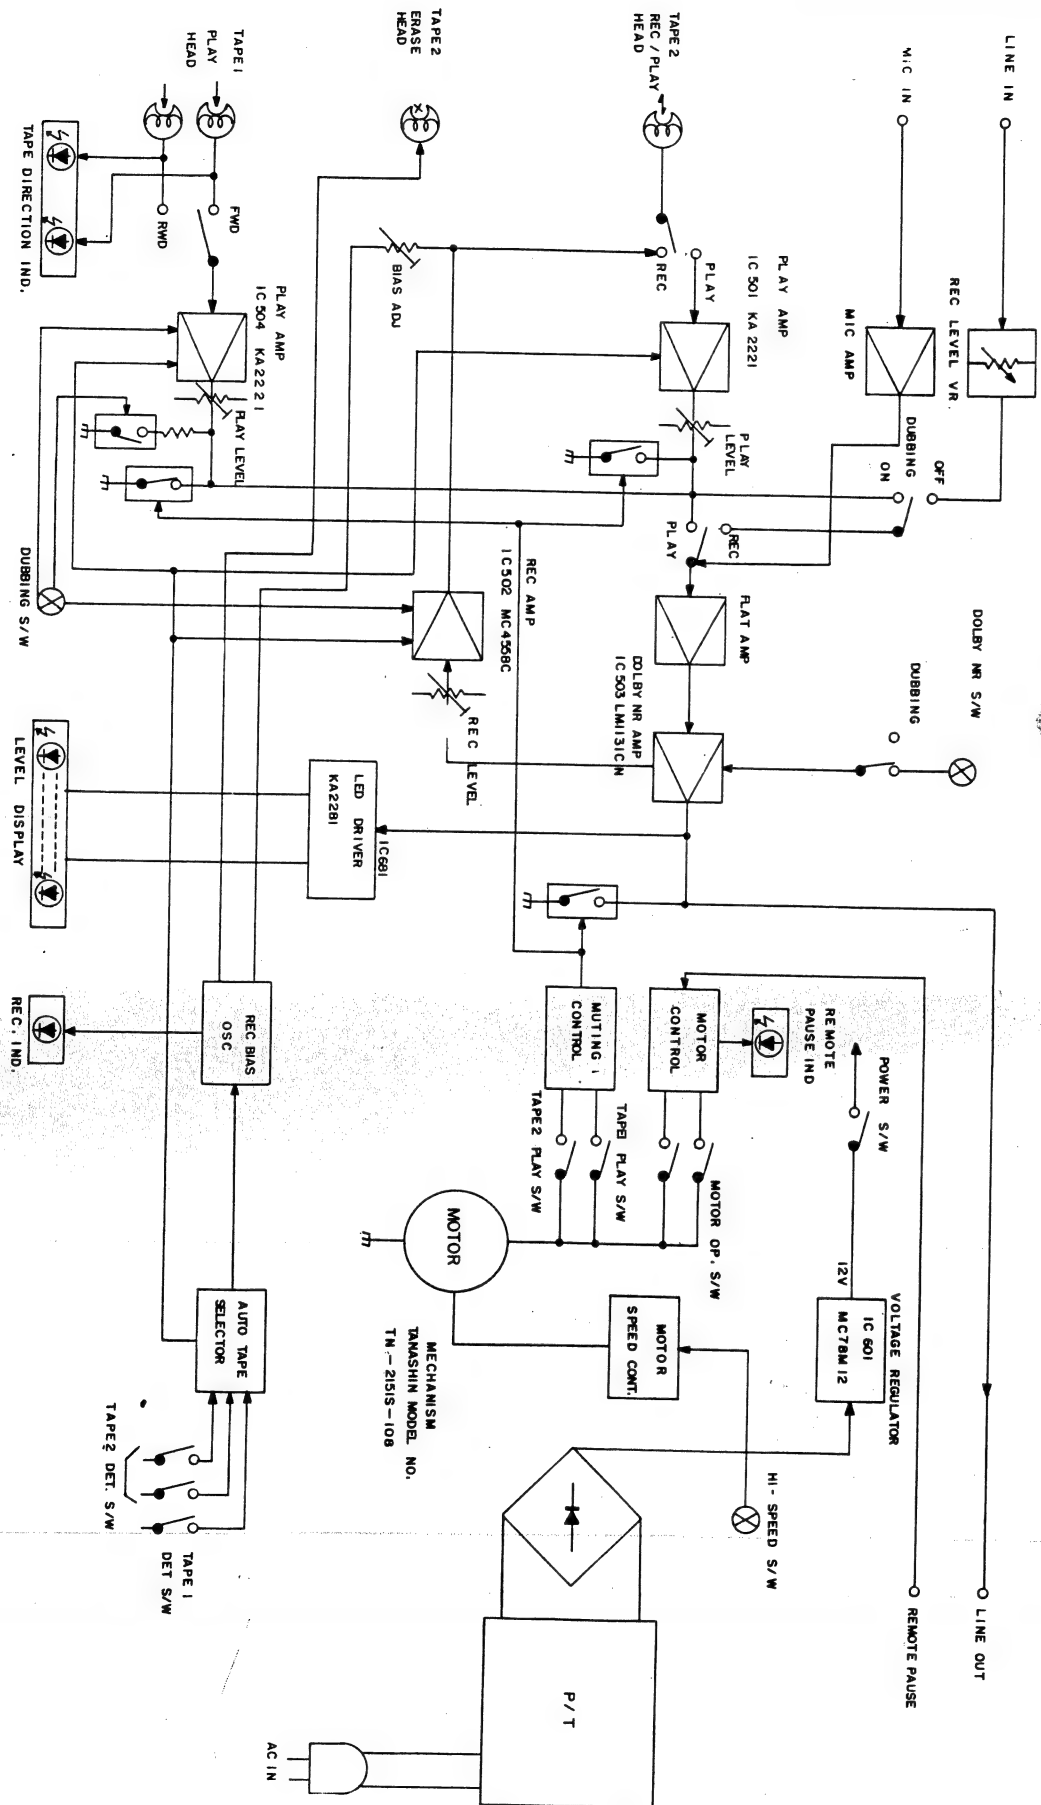 LINE IN
MIC IN
TAPE 2
REC / PLAY
HEAD
TAPE 2
ERASE
HEAD
TAPE 1
PLAY
HEAD
TAPE DIRECTION IND.
FWD
RWD
REC LEVEL VR
MIC AMP
PLAY AMP
IC 501 KA 2221
PLAY
REC
BIAS ADJ
PLAY AMP
IC 504 KA2221
PLAY LEVEL
DUBBING
OFF
ON
PLAY
LEVEL
REC
PLAY
DUBBING S/W
REC AMP
IC502 MC4558C
FLAT AMP
DOLBY NR AMP
IC503 LM1131CN
DOLBY NR S/W
DUBBING
REC LEVEL
LEVEL DISPLAY
LED DRIVER
KA2281
IC681
REC. IND.
REC BIAS
OSC
MUTING
CONTROL
MOTOR
CONTROL
REMOTE
PAUSE IND
POWER S/W
TAPE2 PLAY S/W
TAPE1 PLAY S/W
MOTOR OP. S/W
MOTOR
12V
VOLTAGE REGULATOR
IC 601
MC78M12
MOTOR
SPEED CONT.
AUTO TAPE
SELECTOR
TAPE2 DET. S/W
TAPE 1
DET S/W
MECHANISM
TANASHIN MODEL NO.
TN-2151S-108
HI-SPEED S/W
REMOTE PAUSE
LINE OUT
P/T
AC IN